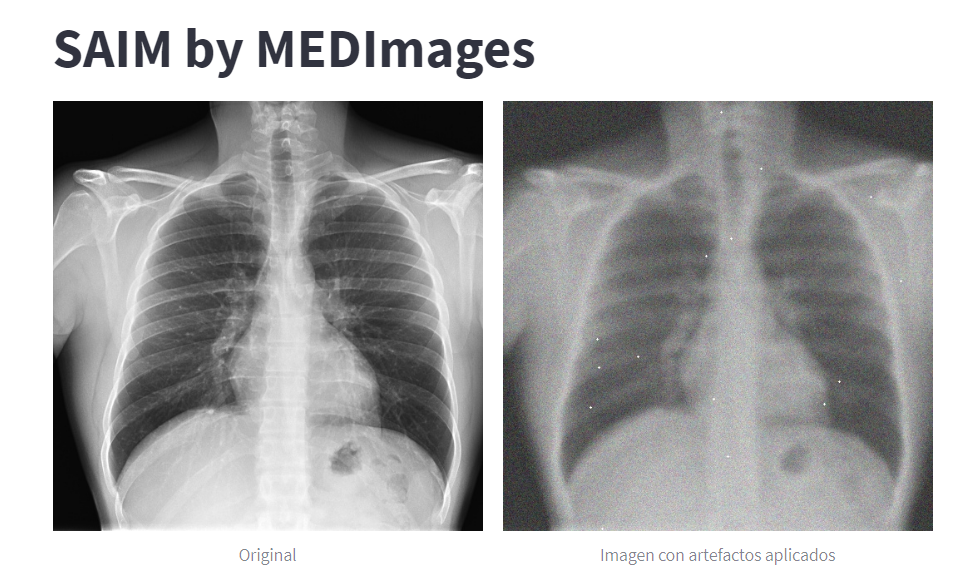 SAIM by MEDImages
Original
Imagen con artefactos aplicados